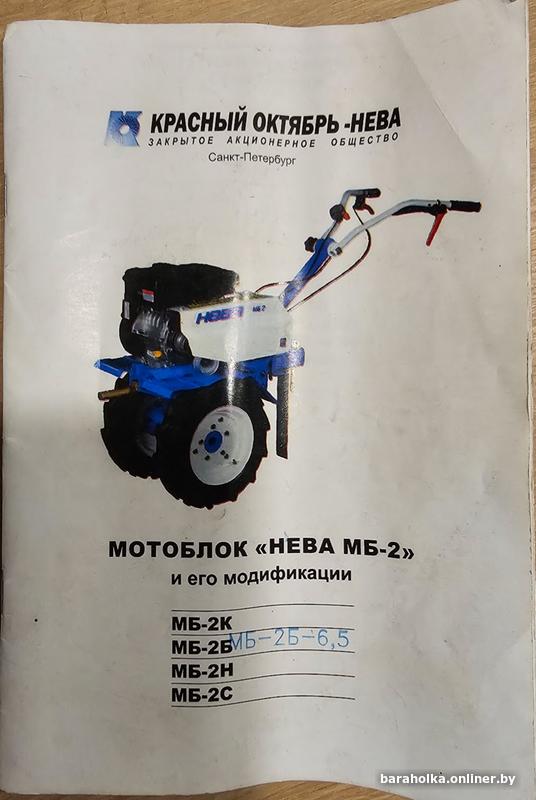 КРАСНЫЙ ОКТЯБРЬ -НЕВА
ЗАКРЫТОЕ АКЦИОНЕРНОЕ ОБЩЕСТВО
Санкт-Петербург
НЕВА МБ-2
МОТОБЛОК «НЕВА МБ-2»
и его модификации
МБ-2К
МБ-2Б МБ-2Б-6,5
МБ-2Н
МБ-2С
baraholka.onliner.by